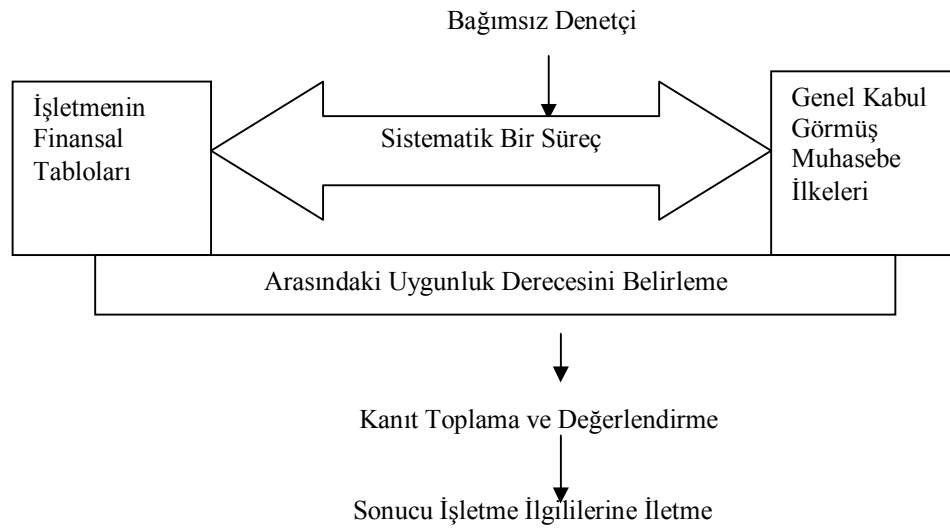 Bağımsız Denetçi
İşletmenin
Finansal
Tabloları
Sistematik Bir Süreç
Genel Kabul
Görmüş
Muhasebe
İlkeleri
Arasındaki Uygunluk Derecesini Belirleme
Kanıt Toplama ve Değerlendirme
Sonucu İşletme İlgililerine İletme